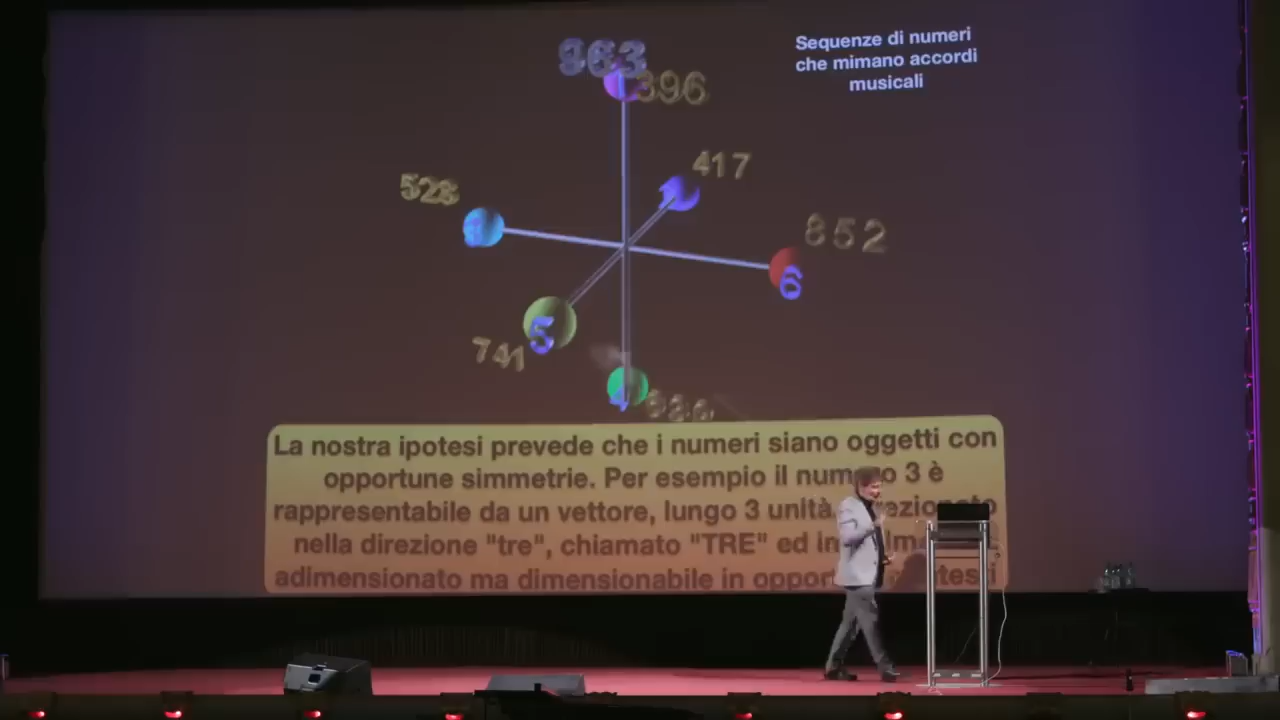 Sequenze di numeri
che mimano accordi
musicali
963
396
417
528
852
6
5
741
La nostra ipotesi prevede che i numeri siano oggetti con
opportune simmetrie. Per esempio il numero 3 è
rappresentabile da un vettore, lungo 3 unità
nella direzione "tre", chiamato "TRE" ed
adimensionato ma dimensionabile in